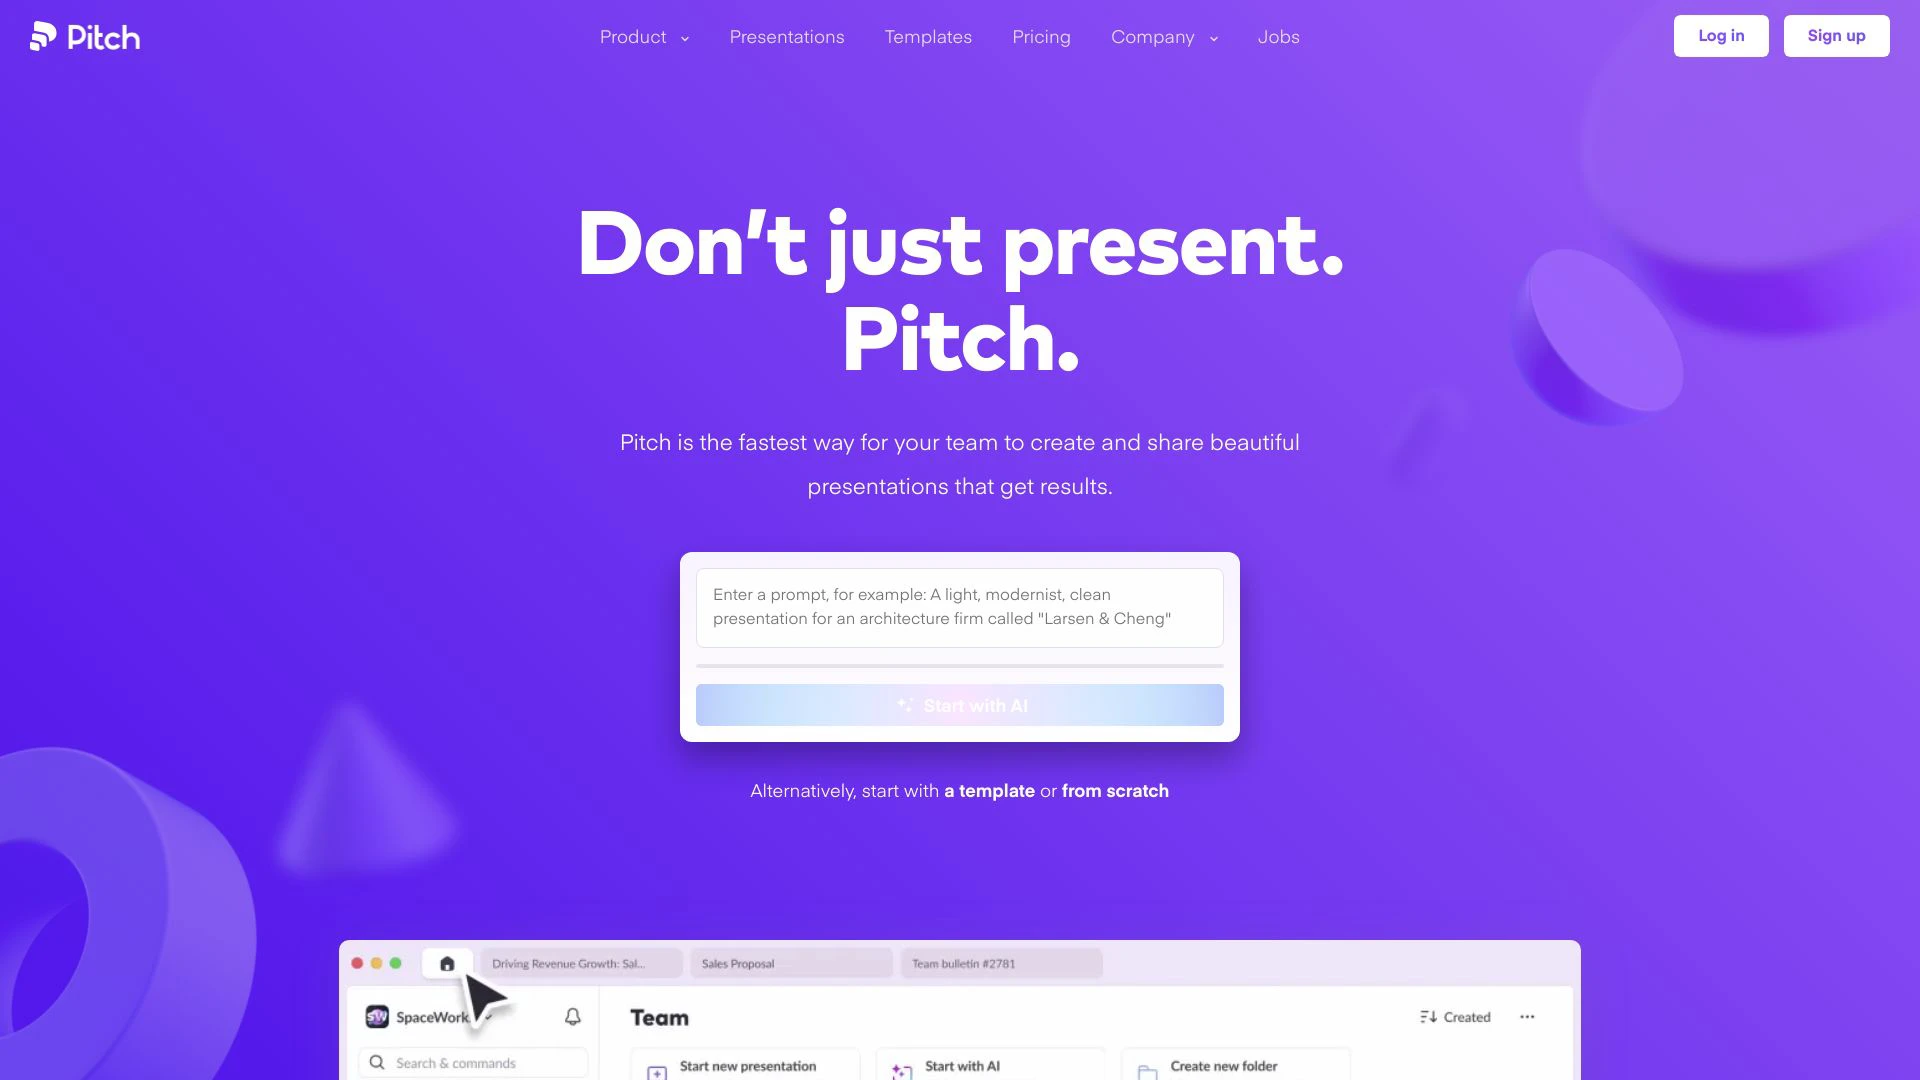 Pitch
Product
Presentations
Templates
Pricing
Company
Jobs
Log in
Sign up
Don't just present.
Pitch.
Pitch is the fastest way for your team to create and share beautiful
presentations that get results.
Enter a prompt, for example: A light, modernist, clean
presentation for an architecture firm called "Larsen & Cheng"
Start with AI
Alternatively, start with a template or from scratch
Driving Revenue Growth: Sal...
Sales Proposal
Team bulletin #2781
SW
SpaceWork
Team
Created
Search & commands
Start new presentation
Start with AI
Create new folder